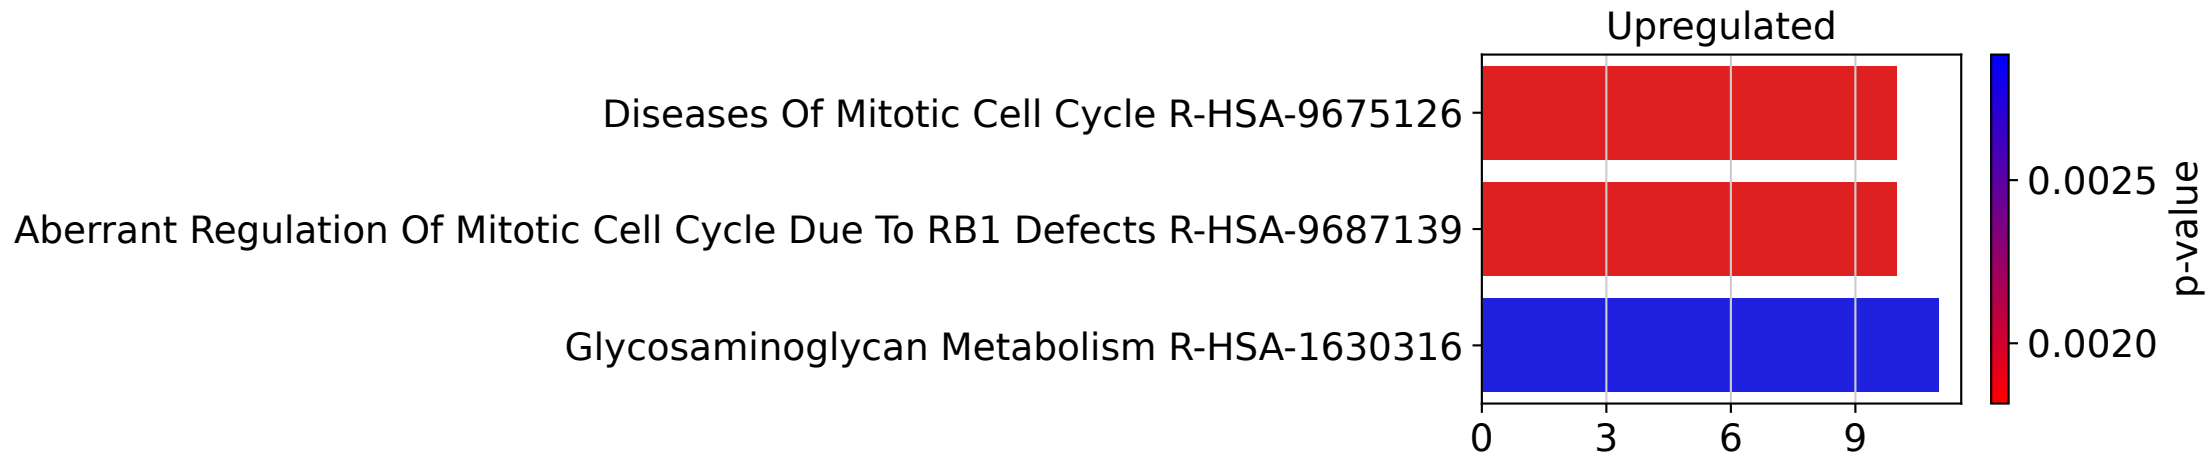 Upregulated
Diseases Of Mitotic Cell Cycle R-HSA-9675126
Aberrant Regulation Of Mitotic Cell Cycle Due To RB1 Defects R-HSA-9687139
Glycosaminoglycan Metabolism R-HSA-1630316
0 3 6 9
0.0025
0.0020
p-value